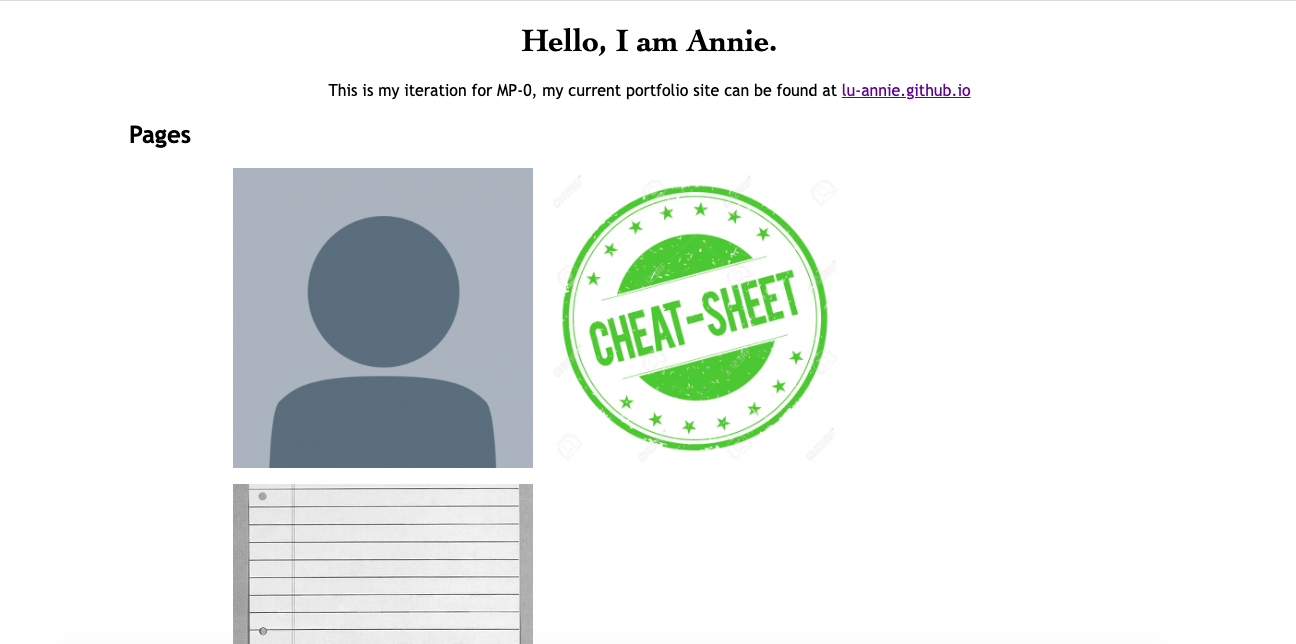 Hello, I am Annie.
This is my iteration for MP-0, my current portfolio site can be found at lu-annie.github.io
Pages
CHEAT-SHEET